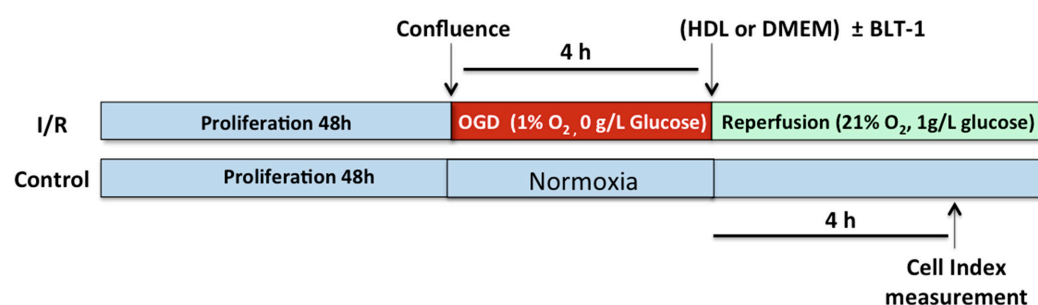 Confluence
(HDL or DMEM) ± BLT-1
4 h
I/R
Proliferation 48h
OGD (1% O2, 0 g/L Glucose)
Reperfusion (21% O2, 1g/L glucose)
Control
Proliferation 48h
Normoxia
4 h
Cell Index
measurement